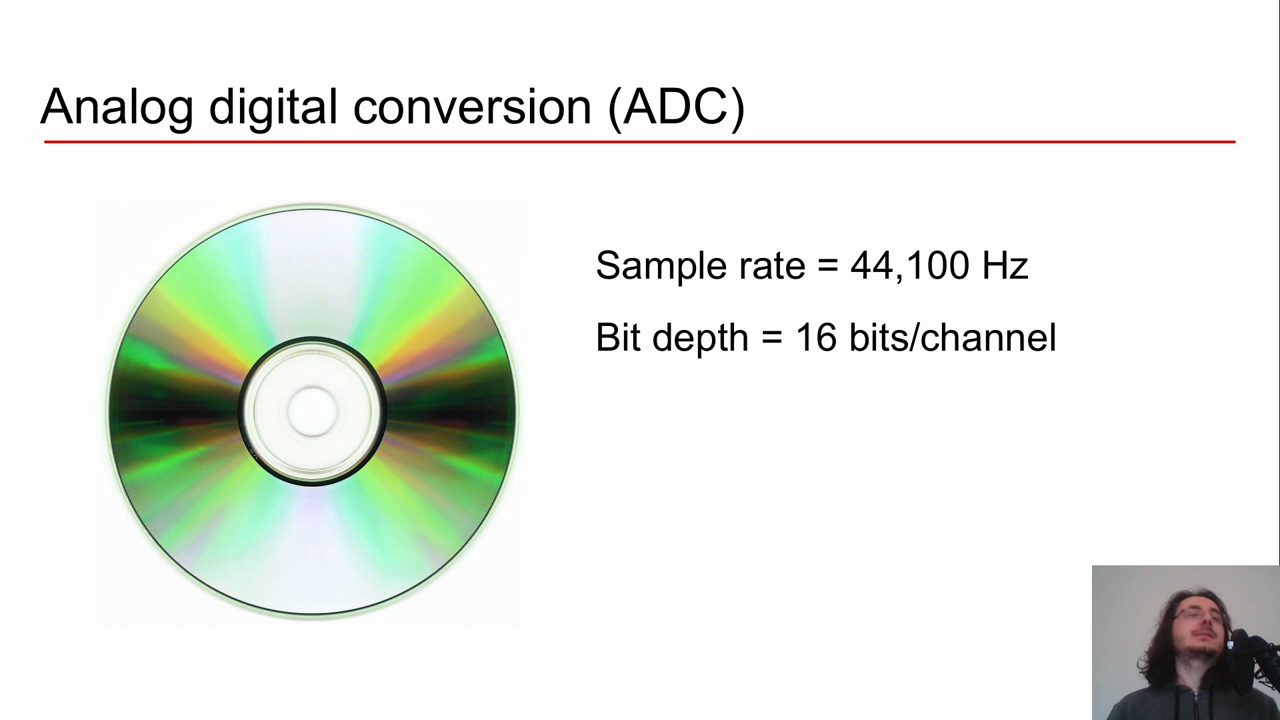 Analog digital conversion (ADC)
Sample rate = 44,100 Hz
Bit depth = 16 bits/channel